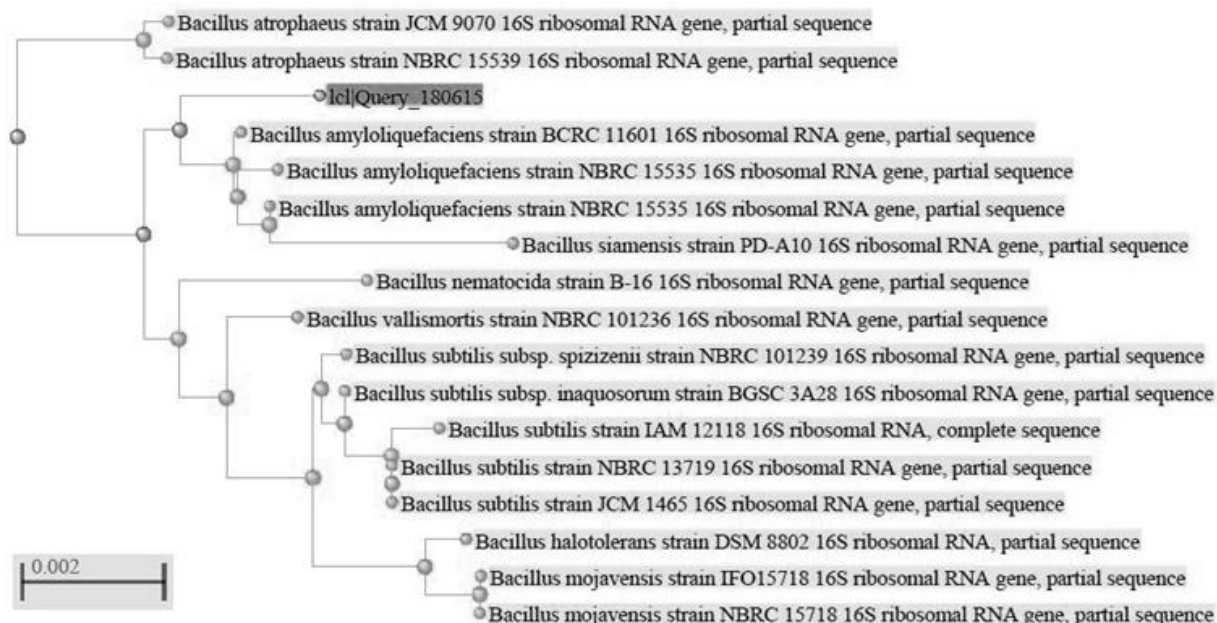 Bacillus atrophaeus strain JCM 9070 16S ribosomal RNA gene, partial sequence
Bacillus atrophaeus strain NBRC 15539 16S ribosomal RNA gene, partial sequence
lcl|Query_180615
Bacillus amyloliquefaciens strain BCRC 11601 16S ribosomal RNA gene, partial sequence
Bacillus amyloliquefaciens strain NBRC 15535 16S ribosomal RNA gene, partial sequence
Bacillus amyloliquefaciens strain NBRC 15535 16S ribosomal RNA gene, partial sequence
Bacillus siamensis strain PD-A10 16S ribosomal RNA gene, partial sequence
Bacillus nematocida strain B-16 16S ribosomal RNA gene, partial sequence
Bacillus vallismortis strain NBRC 101236 16S ribosomal RNA gene, partial sequence
Bacillus subtilis subsp. spizizenii strain NBRC 101239 16S ribosomal RNA gene, partial sequence
Bacillus subtilis subsp. inaquosorum strain BGSC 3A28 16S ribosomal RNA gene, partial sequence
Bacillus subtilis strain IAM 12118 16S ribosomal RNA, complete sequence
Bacillus subtilis strain NBRC 13719 16S ribosomal RNA gene, partial sequence
Bacillus subtilis strain JCM 1465 16S ribosomal RNA gene, partial sequence
Bacillus halotolerans strain DSM 8802 16S ribosomal RNA, partial sequence
0.002
Bacillus mojavensis strain IFO15718 16S ribosomal RNA gene, partial sequence
Bacillus mojavensis strain NBRC 15718 16S ribosomal RNA gene, partial sequence